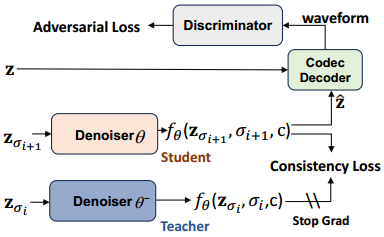 Adversarial Loss
Discriminator
waveform
z
Codec
Decoder
ẑ
z_{σ_{i+1}}
Denoiser θ
f_θ(z_{σ_{i+1}}, σ_{i+1}, c)
Student
Consistency Loss
z_{σ_i}
Denoiser θ⁻
f_θ(z_{σ_i}, σ_i, c)
Teacher
Stop Grad